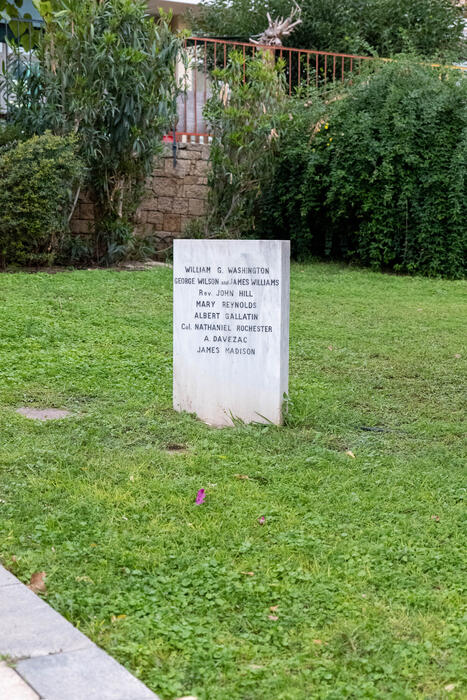 WILLIAM G. WASHINGTON
GEORGE WILSON and JAMES WILLIAMS
Rev. JOHN HILL
MARY REYNOLDS
ALBERT GALLATIN
Col. NATHANIEL ROCHESTER
A. DAVEZAC
JAMES MADISON